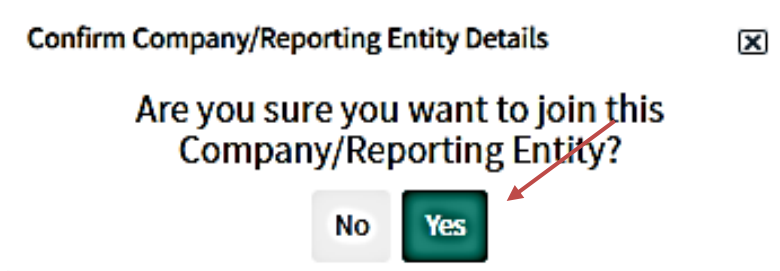 Confirm Company/Reporting Entity Details
Are you sure you want to join this
Company/Reporting Entity?
No
Yes